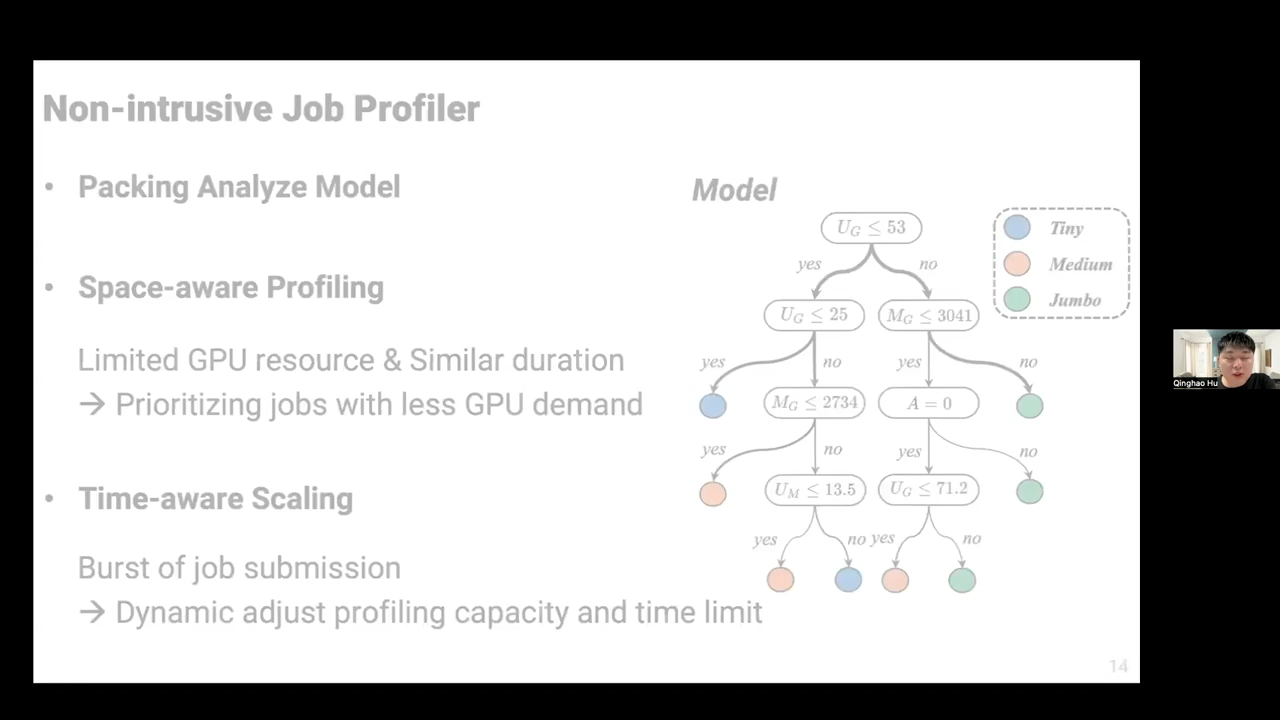 Non-intrusive Job Profiler
• Packing Analyze Model
• Space-aware Profiling
Limited GPU resource & Similar duration
→ Prioritizing jobs with less GPU demand
• Time-aware Scaling
Burst of job submission
→ Dynamic adjust profiling capacity and time limit
Model
U_G ≤ 53
yes
no
U_G ≤ 25
M_G ≤ 3041
yes
no
yes
no
M_G ≤ 2734
A = 0
yes
no
yes
no
U_M ≤ 13.5
U_G ≤ 71.2
yes
no
yes
no
Tiny
Medium
Jumbo
14
Qinghao Hu